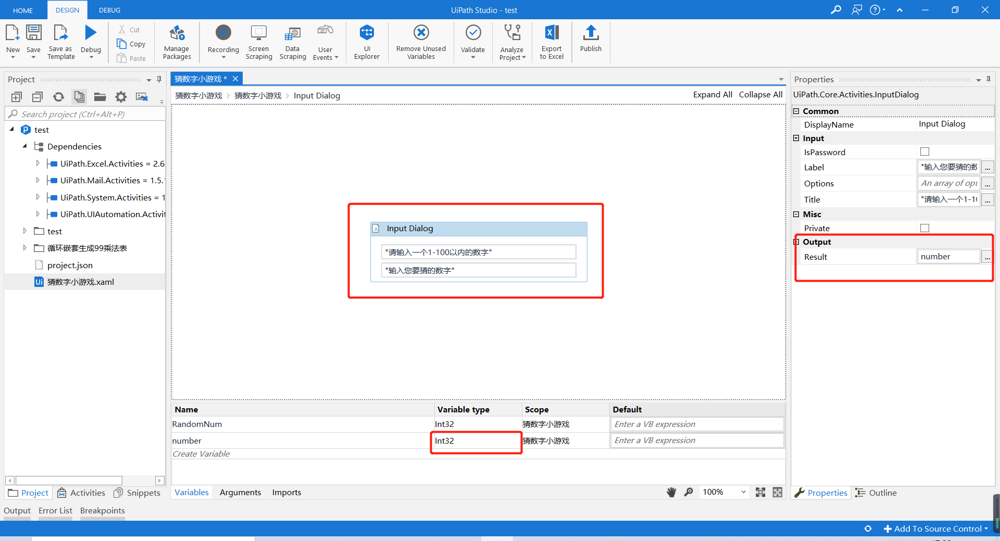 HOME
DESIGN
DEBUG
UiPath Studio - test
New
Save
Save as
Template
Debug
Cut
Copy
Paste
Manage
Packages
Recording
Screen
Scraping
Data
Scraping
User
Events
UI
Explorer
Remove Unused
Variables
Validate
Analyze
Project
Export
to Excel
Publish
Project
Search project (Ctrl+Alt+P)
test
Dependencies
UiPath.Excel.Activities = 2.6
UiPath.Mail.Activities = 1.5.
UiPath.System.Activities = 1
UiPath.UIAutomation.Activit
test
循环嵌套生成99乘法表
project.json
Ui 猜数字小游戏.xaml
Project
Activities
Snippets
猜数字小游戏 *
猜数字小游戏
猜数字小游戏
Input Dialog
Expand All
Collapse All
Input Dialog
"请输入一个1-100以内的数字"
"输入您要猜的数字"
Name
Variable type
Scope
Default
RandomNum
Int32
猜数字小游戏
Enter a VB expression
number
Int32
猜数字小游戏
Enter a VB expression
Create Variable
Variables
Arguments
Imports
100%
Properties
UiPath.Core.Activities.InputDialog
Common
DisplayName
Input Dialog
Input
IsPassword
Label
"输入您要猜的数
...
Options
An array of opt
...
Title
"请输入一个1-10
...
Misc
Private
Output
Result
number
...
Properties
Outline
Output
Error List
Breakpoints
Add To Source Control